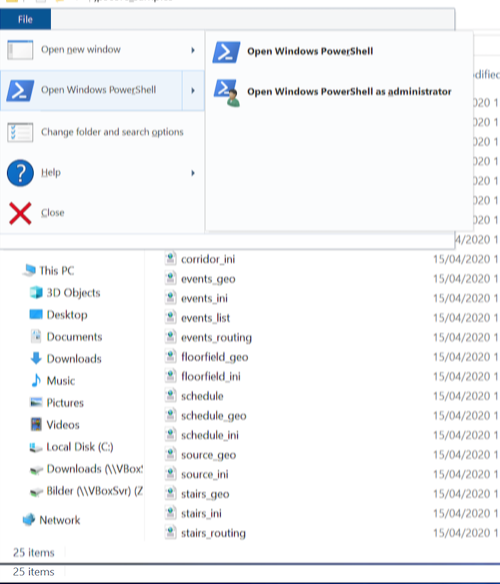 File
Open new window
Open Windows PowerShell
Change folder and search options
Help
Close
Open Windows PowerShell
Open Windows PowerShell as administrator
This PC
3D Objects
Desktop
Documents
Downloads
Music
Pictures
Videos
Local Disk (C:)
Downloads (\\VBox
Bilder (\\VBoxSvr) (Z
Network
odified
020 1
020 1
020 1
020 1
020 1
020 1
020 1
4/2020 1
corridor_ini 15/04/2020 1
events_geo 15/04/2020 1
events_ini 15/04/2020 1
events_list 15/04/2020 1
events_routing 15/04/2020 1
floorfield_geo 15/04/2020 1
floorfield_ini 15/04/2020 1
schedule 15/04/2020 1
schedule_geo 15/04/2020 1
schedule_ini 15/04/2020 1
source_geo 15/04/2020 1
source_ini 15/04/2020 1
stairs_geo 15/04/2020 1
stairs_ini 15/04/2020 1
stairs_routing 15/04/2020 1
25 items
25 items